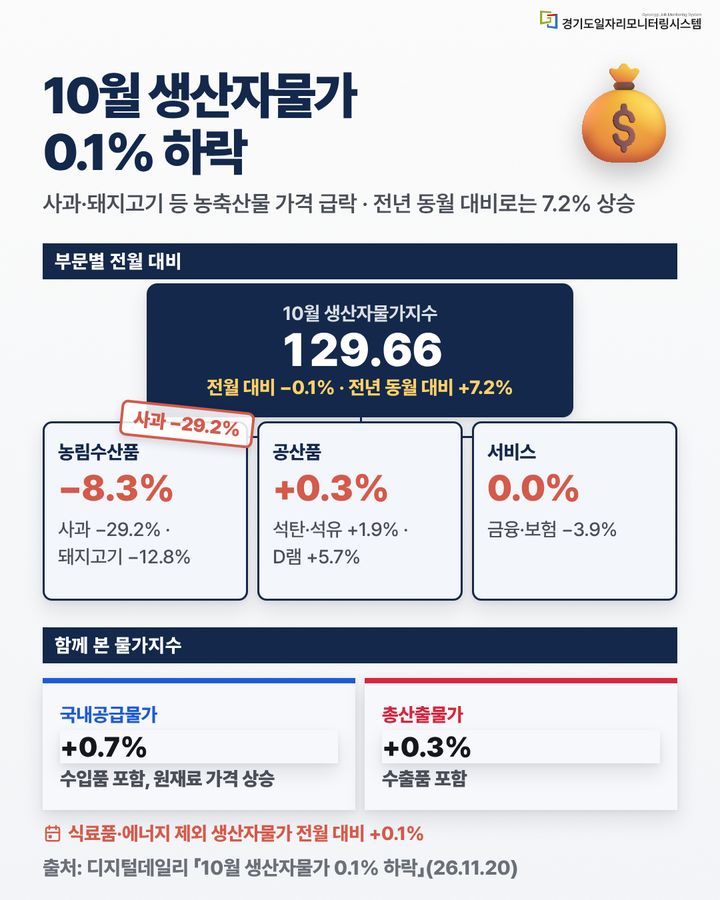 경기도일자리모니터링시스템
10월 생산자물가
0.1% 하락
사과·돼지고기 등 농축산물 가격 급락 · 전년 동월 대비로는 7.2% 상승
부문별 전월 대비
10월 생산자물가지수
129.66
전월 대비 −0.1% · 전년 동월 대비 +7.2%
사과 −29.2%
농림수산품
−8.3%
사과 −29.2% ·
돼지고기 −12.8%
공산품
+0.3%
석탄·석유 +1.9% ·
D램 +5.7%
서비스
0.0%
금융·보험 −3.9%
함께 본 물가지수
국내공급물가
+0.7%
수입품 포함, 원재료 가격 상승
총산출물가
+0.3%
수출품 포함
식료품·에너지 제외 생산자물가 전월 대비 +0.1%
출처: 디지털데일리 「10월 생산자물가 0.1% 하락」(26.11.20)